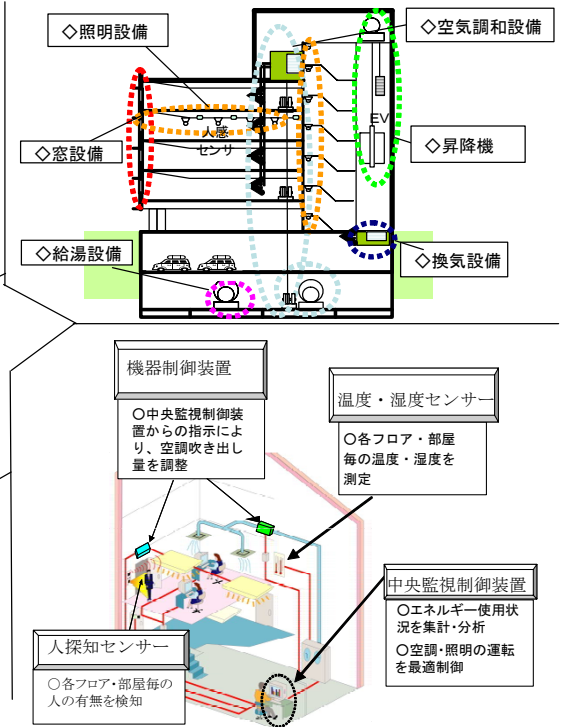 ◇照明設備
◇空気調和設備
人感
センサ
EV
◇窓設備
◇昇降機
◇給湯設備
◇換気設備
機器制御装置
○中央監視制御装
置からの指示によ
り、空調吹き出し
量を調整
温度・湿度センサー
○各フロア・部屋
毎の温度・湿度を
測定
中央監視制御装置
○エネルギー使用状
況を集計・分析
○空調・照明の運転
を最適制御
人探知センサー
○各フロア・部屋毎の
人の有無を検知